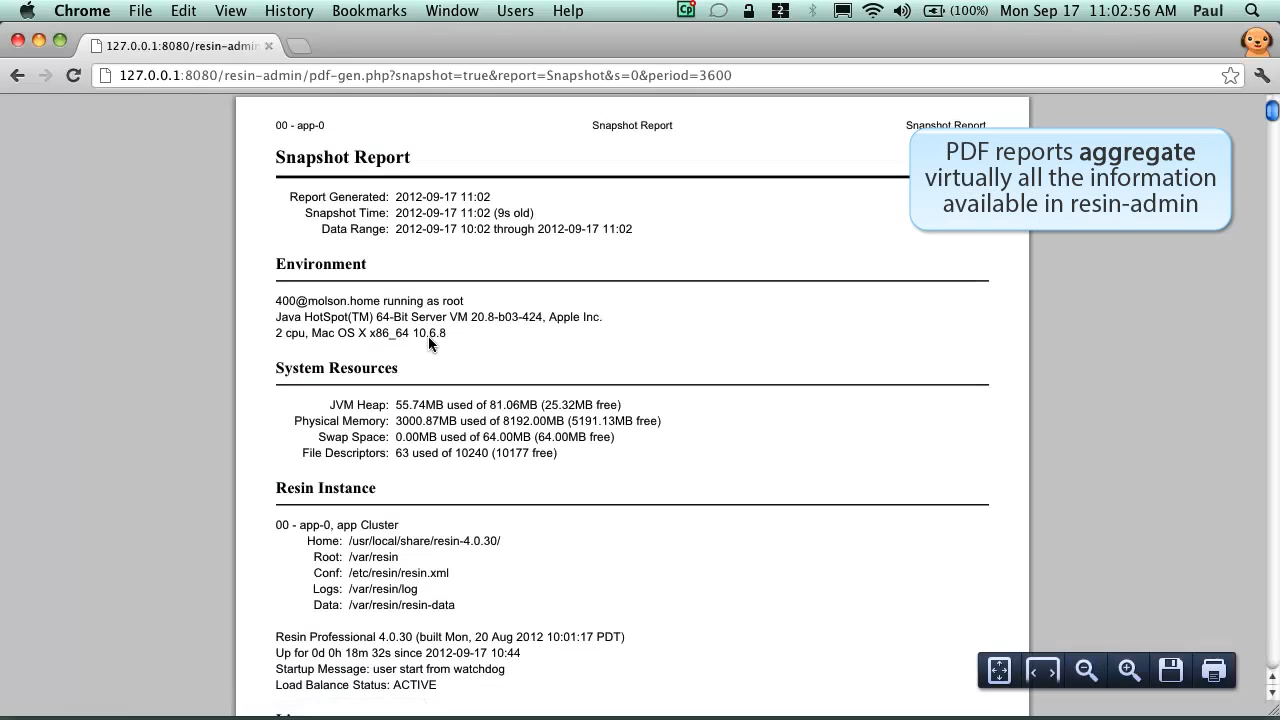 Chrome File Edit View History Bookmarks Window Users Help Cp 2 (100%) Mon Sep 17 11:02:56 AM Paul
127.0.0.1:8080/resin-admin
127.0.0.1:8080/resin-admin/pdf-gen.php?snapshot=true&report=Snapshot&s=0&period=3600
00 - app-0 Snapshot Report Snapshot Report
PDF reports aggregate
virtually all the information
available in resin-admin
Snapshot Report
Report Generated: 2012-09-17 11:02
Snapshot Time: 2012-09-17 11:02 (9s old)
Data Range: 2012-09-17 10:02 through 2012-09-17 11:02
Environment
400@molson.home running as root
Java HotSpot(TM) 64-Bit Server VM 20.8-b03-424, Apple Inc.
2 cpu, Mac OS X x86_64 10.6.8
System Resources
JVM Heap: 55.74MB used of 81.06MB (25.32MB free)
Physical Memory: 3000.87MB used of 8192.00MB (5191.13MB free)
Swap Space: 0.00MB used of 64.00MB (64.00MB free)
File Descriptors: 63 used of 10240 (10177 free)
Resin Instance
00 - app-0, app Cluster
Home: /usr/local/share/resin-4.0.30/
Root: /var/resin
Conf: /etc/resin/resin.xml
Logs: /var/resin/log
Data: /var/resin/resin-data
Resin Professional 4.0.30 (built Mon, 20 Aug 2012 10:01:17 PDT)
Up for 0d 0h 18m 32s since 2012-09-17 10:44
Startup Message: user start from watchdog
Load Balance Status: ACTIVE